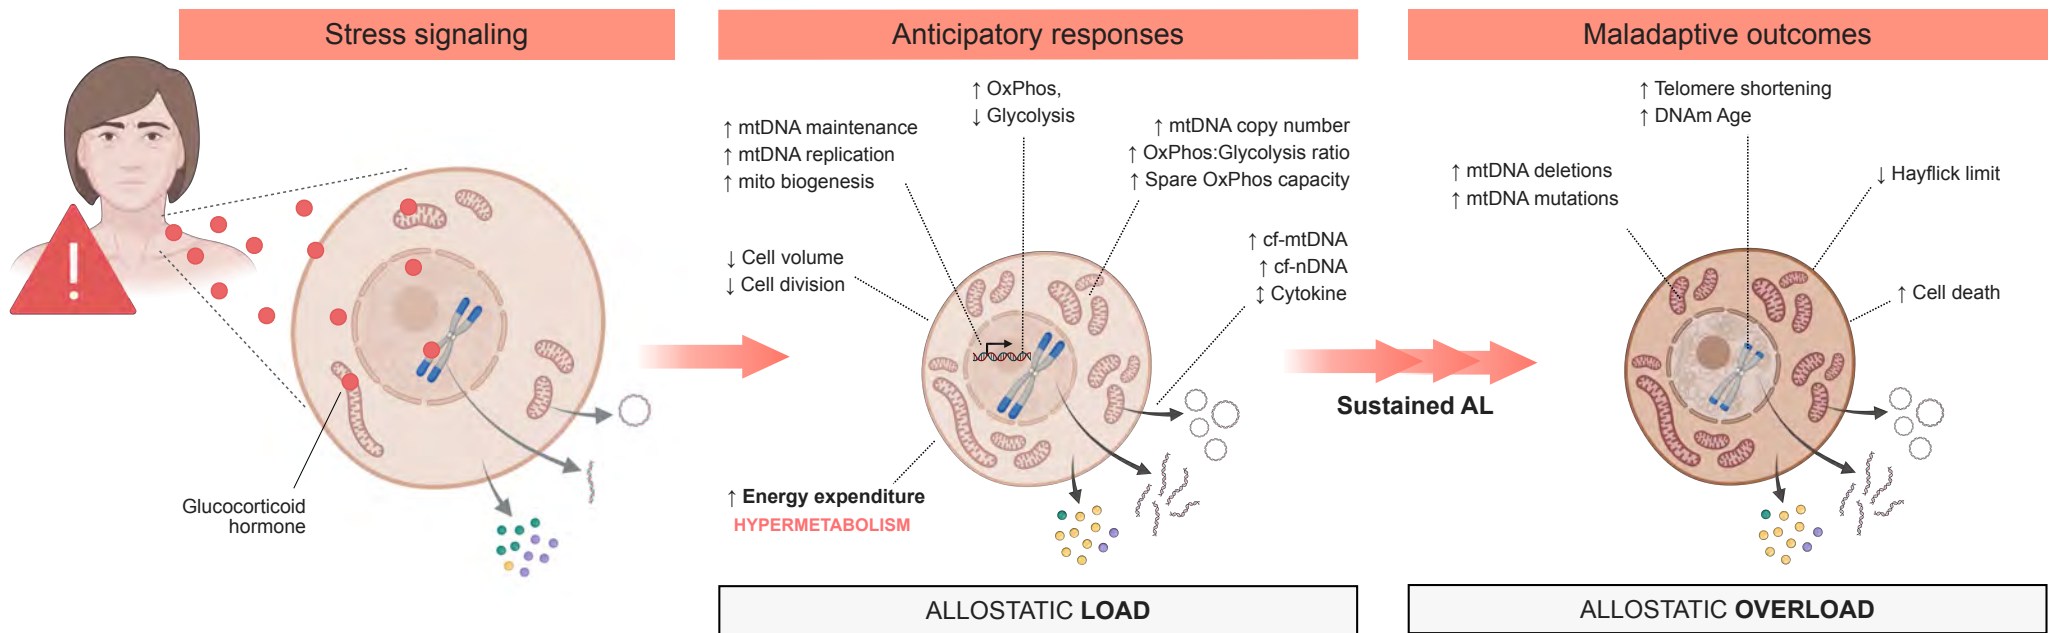 Stress signaling
Glucocorticoid
hormone
Anticipatory responses
↑ OxPhos,
↓ Glycolysis
↑ mtDNA maintenance
↑ mtDNA replication
↑ mito biogenesis
↑ mtDNA copy number
↑ OxPhos:Glycolysis ratio
↑ Spare OxPhos capacity
↓ Cell volume
↓ Cell division
↑ cf-mtDNA
↑ cf-nDNA
↕ Cytokine
↑ Energy expenditure
HYPERMETABOLISM
ALLOSTATIC LOAD
Sustained AL
Maladaptive outcomes
↑ Telomere shortening
↑ DNAm Age
↑ mtDNA deletions
↑ mtDNA mutations
↓ Hayflick limit
↑ Cell death
ALLOSTATIC OVERLOAD